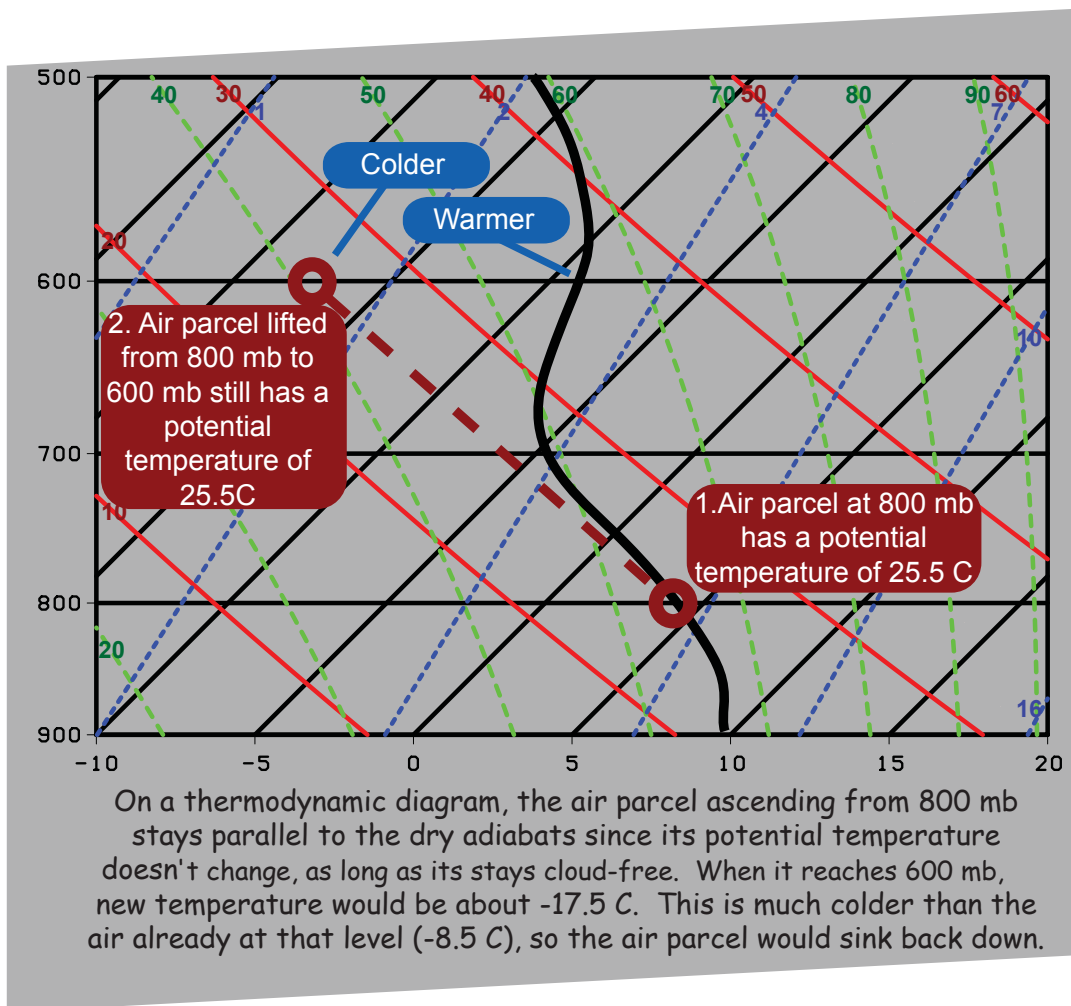 500
40
30
1
50
40
2
60
70
50
4
80
90
60
7
Colder
Warmer
20
600
2. Air parcel lifted
from 800 mb to
600 mb still has a
potential
temperature of
25.5C
10
700
10
1.Air parcel at 800 mb
has a potential
temperature of 25.5 C
800
20
16
900
-10
-5
0
5
10
15
20
On a thermodynamic diagram, the air parcel ascending from 800 mb
stays parallel to the dry adiabats since its potential temperature
doesn't change, as long as its stays cloud-free. When it reaches 600 mb,
new temperature would be about -17.5 C. This is much colder than the
air already at that level (-8.5 C), so the air parcel would sink back down.